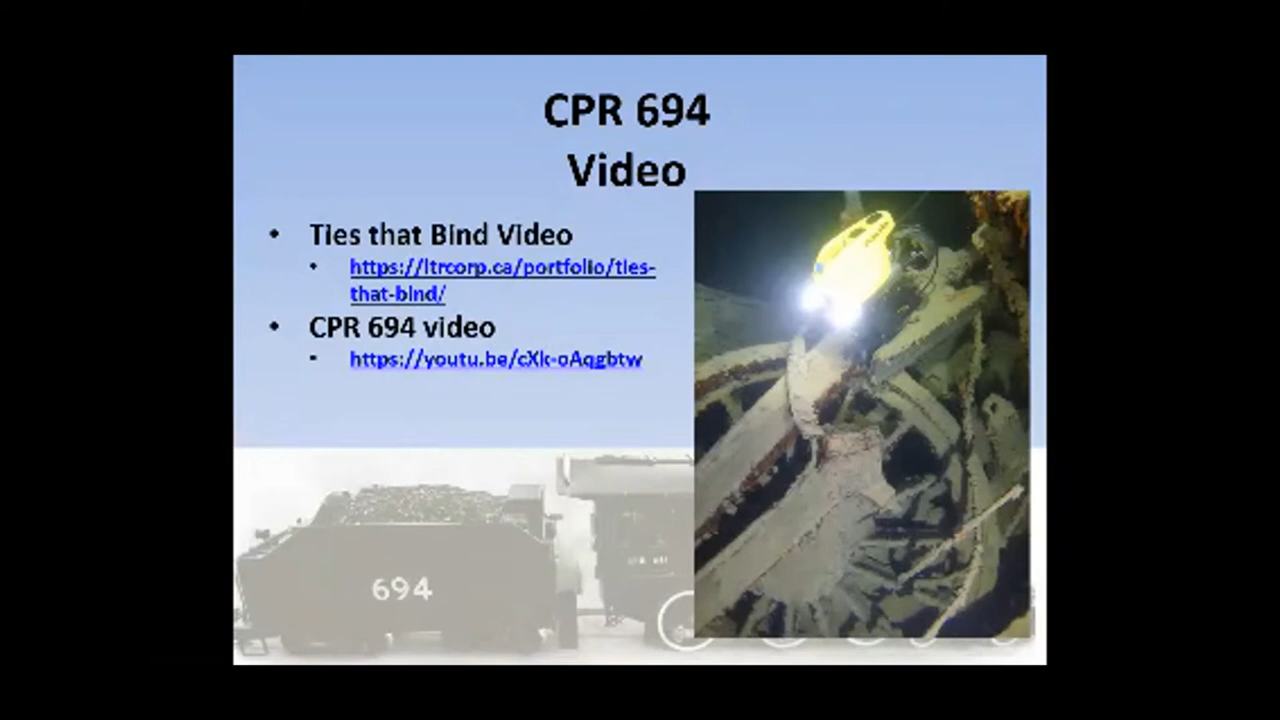 CPR 694
Video
• Ties that Bind Video
• https://ltrcorp.ca/portfolio/ties-
that-bind/
• CPR 694 video
• https://youtu.be/cXk-oAqgbtw
694